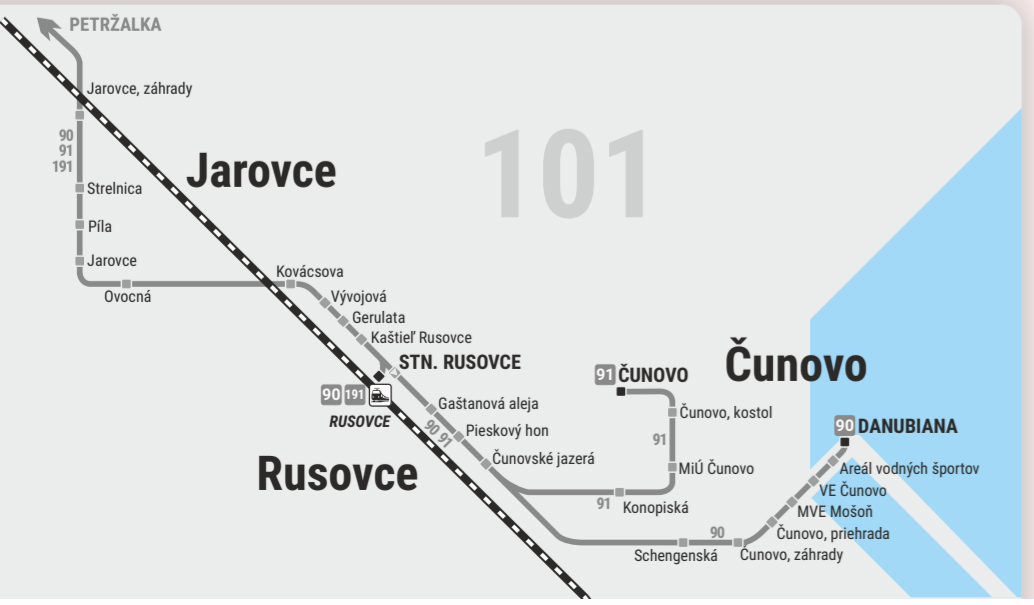 PETRŽALKA
Jarovce, záhrady
101
90
91
191
Jarovce
Strelnica
Píla
Jarovce
Ovocná
Kovácsova
Vývojová
Gerulata
Kaštieľ Rusovce
STN. RUSOVCE
90 191
RUSOVCE
Rusovce
Gaštanová aleja
90 91
Pieskový hon
Čunovské jazerá
Čunovo
91 ČUNOVO
Čunovo, kostol
91
MiÚ Čunovo
91
Konopiská
90 DANUBIANA
Areál vodných športov
VE Čunovo
MVE Mošoň
Čunovo, priehrada
90
Schengenská
Čunovo, záhrady